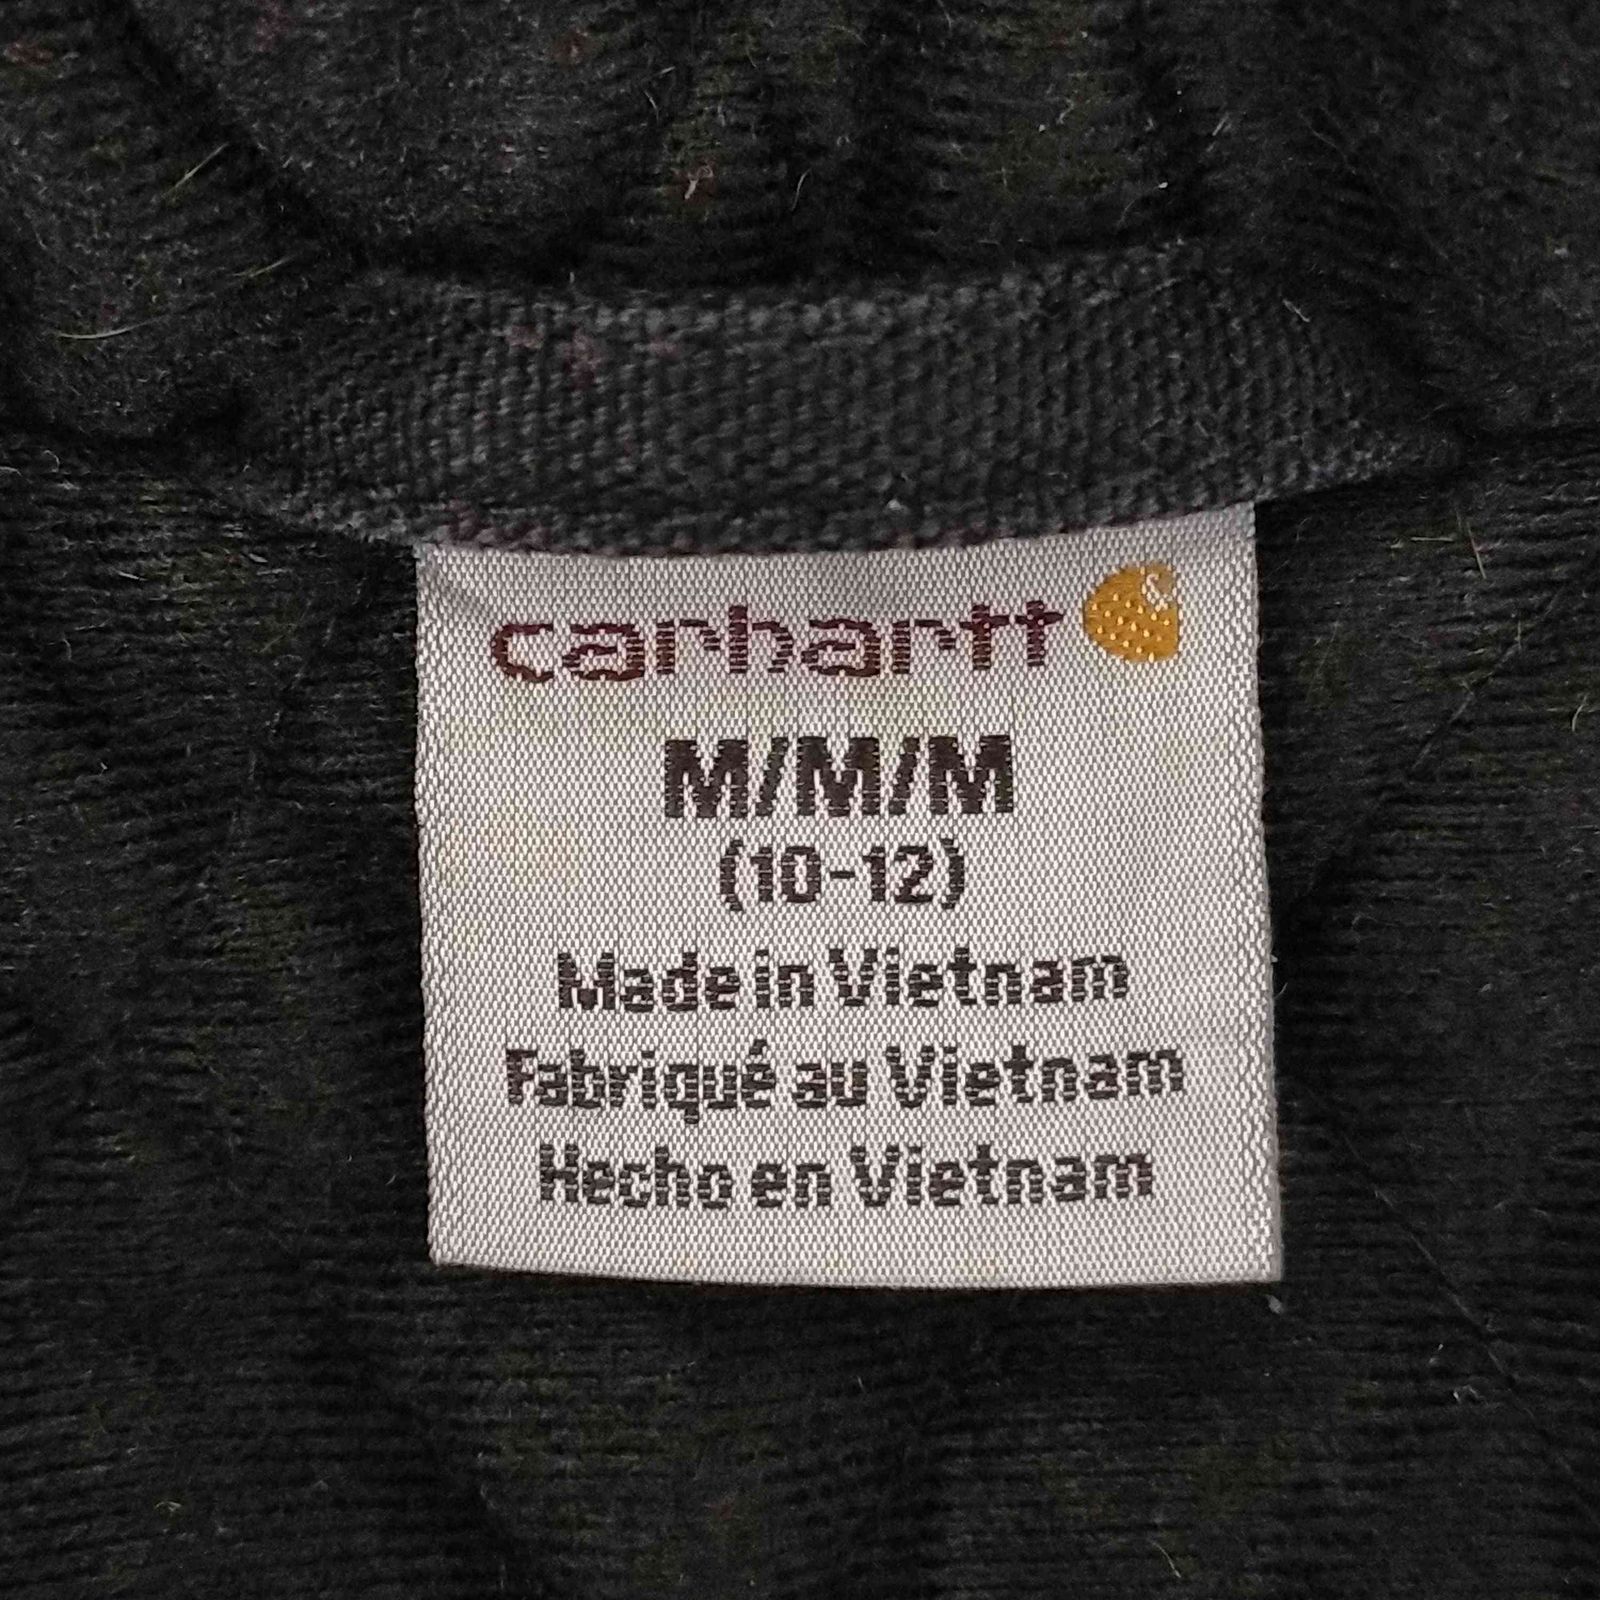 carhartt
M/M/M
(10-12)
Made in Vietnam
Fabriqué au Vietnam
Hecho en Vietnam